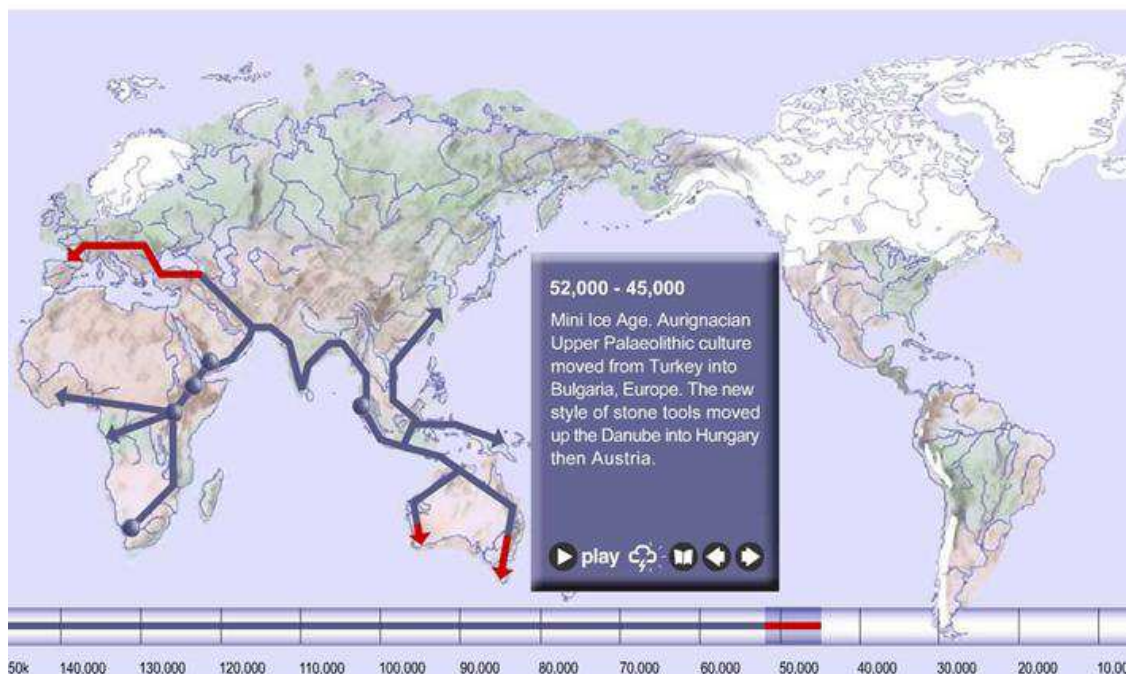 52,000 - 45,000
Mini Ice Age. Aurignacian
Upper Palaeolithic culture
moved from Turkey into
Bulgaria, Europe. The new
style of stone tools moved
up the Danube into Hungary
then Austria.
play
50k 140.000 130.000 120.000 110.000 100.000 90.000 80.000 70.000 60.000 50.000 40.000 30.000 20.000 10.00